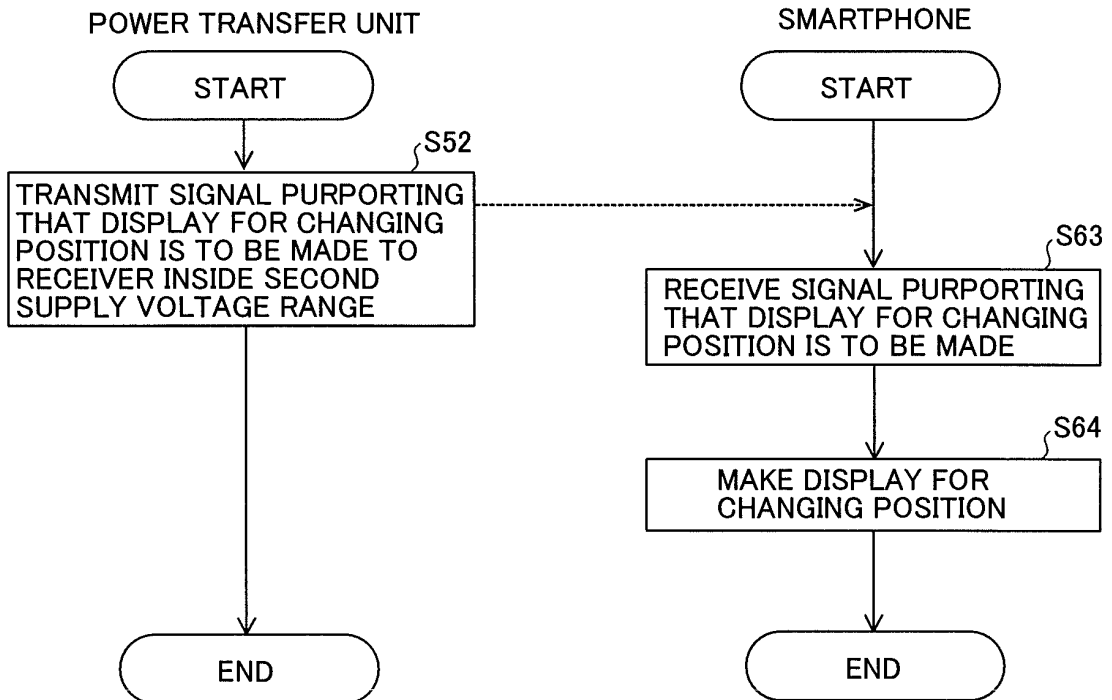 POWER TRANSFER UNIT
START
S52
TRANSMIT SIGNAL PURPORTING
THAT DISPLAY FOR CHANGING
POSITION IS TO BE MADE TO
RECEIVER INSIDE SECOND
SUPPLY VOLTAGE RANGE
END
SMARTPHONE
START
S63
RECEIVE SIGNAL PURPORTING
THAT DISPLAY FOR CHANGING
POSITION IS TO BE MADE
S64
MAKE DISPLAY FOR
CHANGING POSITION
END